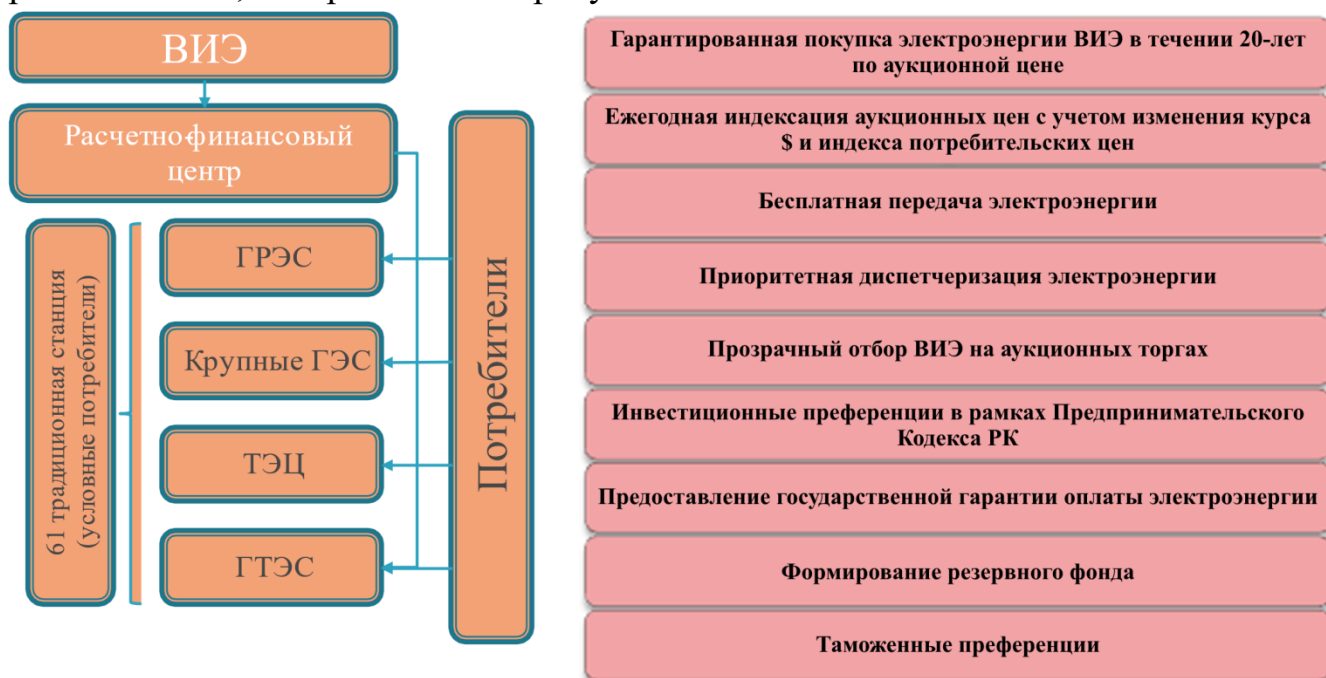 ВИЭ
Расчетно-финансовый
центр
61 традиционная станция
(условные потребители)
ГРЭС
Крупные ГЭС
ТЭЦ
ГТЭС
Потребители
Гарантированная покупка электроэнергии ВИЭ в течении 20-лет
по аукционной цене
Ежегодная индексация аукционных цен с учетом изменения курса
$ и индекса потребительских цен
Бесплатная передача электроэнергии
Приоритетная диспетчеризация электроэнергии
Прозрачный отбор ВИЭ на аукционных торгах
Инвестиционные преференции в рамках Предпринимательского
Кодекса РК
Предоставление государственной гарантии оплаты электроэнергии
Формирование резервного фонда
Таможенные преференции